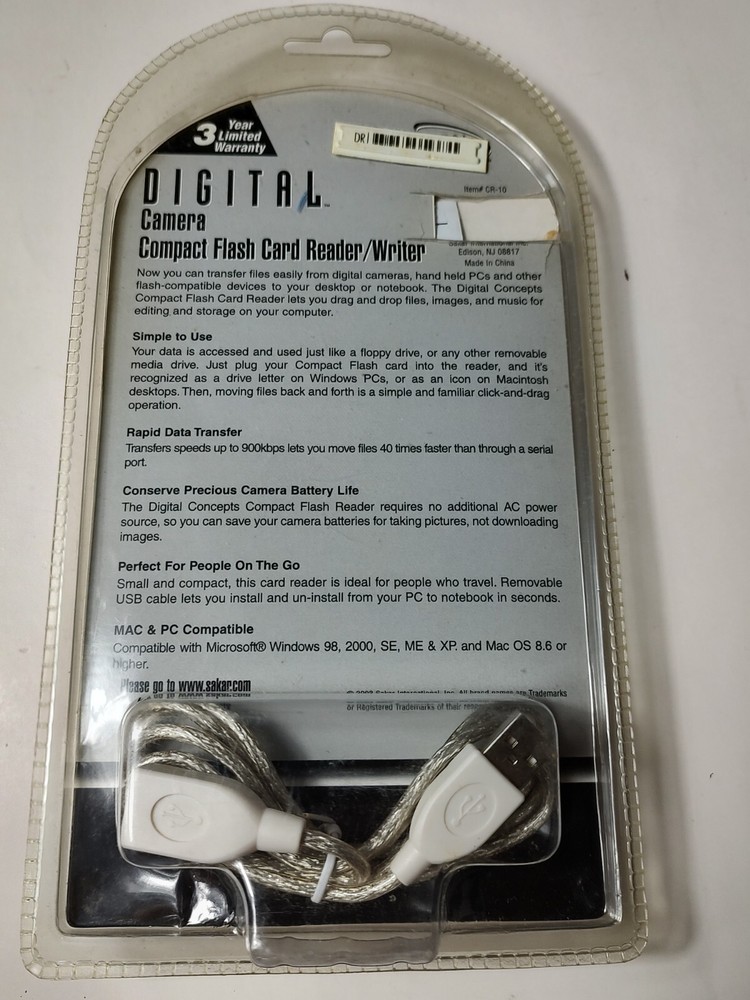 3 Year
Limited
Warranty
DRI
Item# CR-10
DIGITAL™
Camera
Compact Flash Card Reader/Writer
Edison, NJ 08817
Made in China
Now you can transfer files easily from digital cameras, hand held PCs and other
flash-compatible devices to your desktop or notebook. The Digital Concepts
Compact Flash Card Reader lets you drag and drop files, images, and music for
editing and storage on your computer.
Simple to Use
Your data is accessed and used just like a floppy drive, or any other removable
media drive. Just plug your Compact Flash card into the reader, and it's
recognized as a drive letter on Windows PCs, or as an icon on Macintosh
desktops. Then, moving files back and forth is a simple and familiar click-and-drag
operation.
Rapid Data Transfer
Transfers speeds up to 900kbps lets you move files 40 times faster than through a serial
port.
Conserve Precious Camera Battery Life
The Digital Concepts Compact Flash Reader requires no additional AC power
source, so you can save your camera batteries for taking pictures, not downloading
images.
Perfect For People On The Go
Small and compact, this card reader is ideal for people who travel. Removable
USB cable lets you install and un-install from your PC to notebook in seconds.
MAC & PC Compatible
Compatible with Microsoft® Windows 98, 2000, SE, ME & XP. and Mac OS 8.6 or
higher.
Please go to www.sakar.com
Sakar International, Inc. All brand names are Trademarks
or Registered Trademarks of their